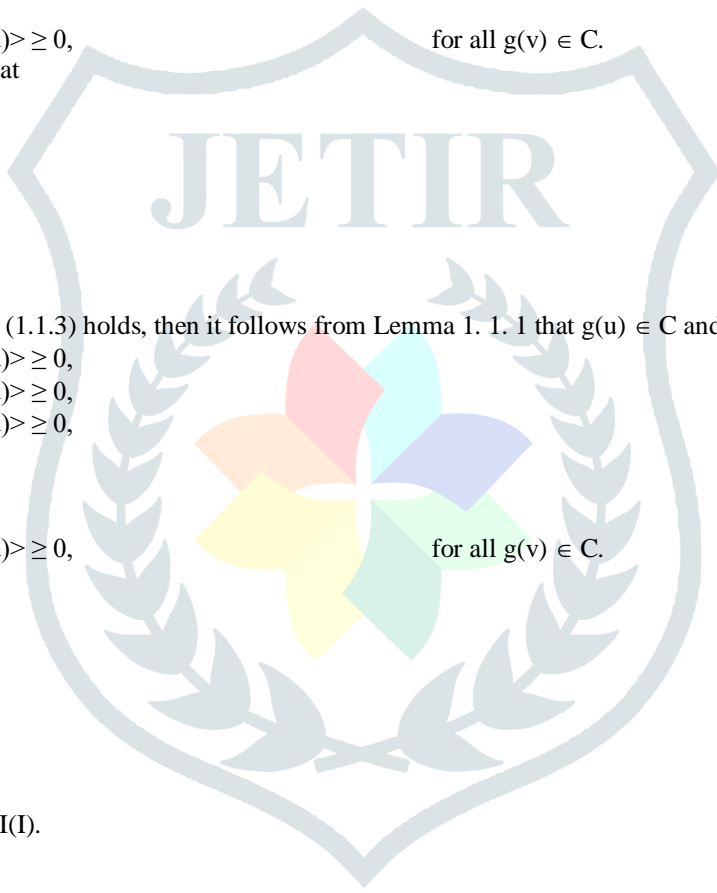 )> ≥ 0, for all g(v) ∈ C.
at
JETIR
(1.1.3) holds, then it follows from Lemma 1. 1. 1 that g(u) ∈ C and
)> ≥ 0,
)> ≥ 0,
)> ≥ 0,
)> ≥ 0, for all g(v) ∈ C.
I(I).